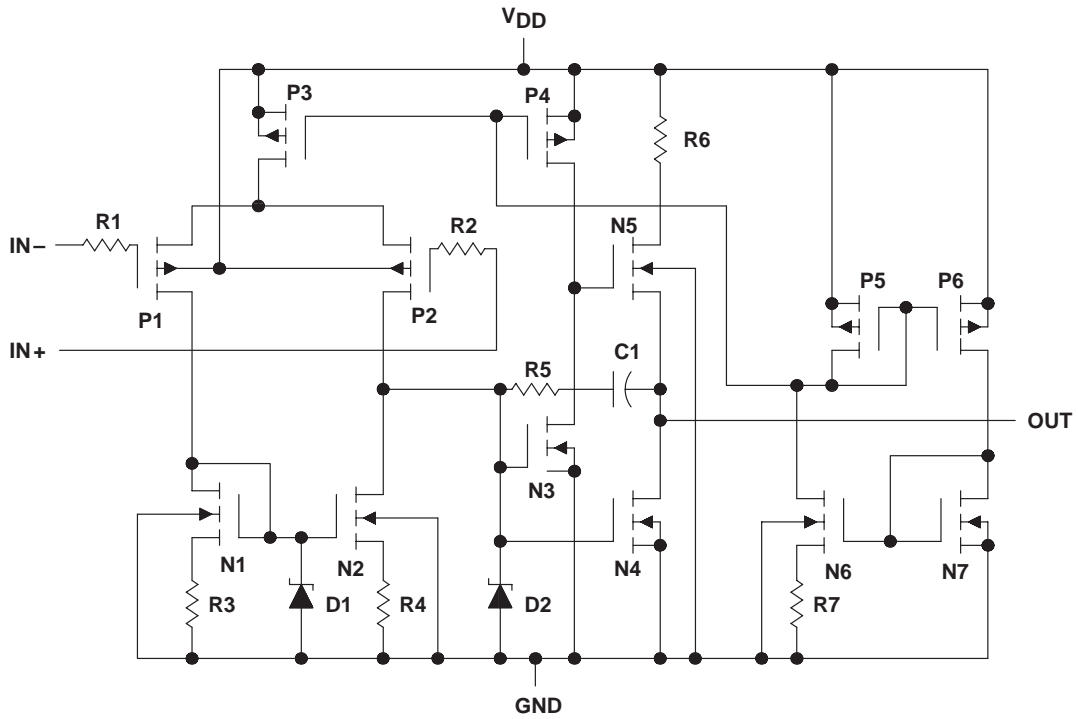 VDD
P3
P4
R6
R1
R2
N5
IN−
P5
P6
P1
P2
IN+
C1
R5
OUT
N3
N1
N2
N4
N6
N7
R3
D1
R4
D2
R7
GND